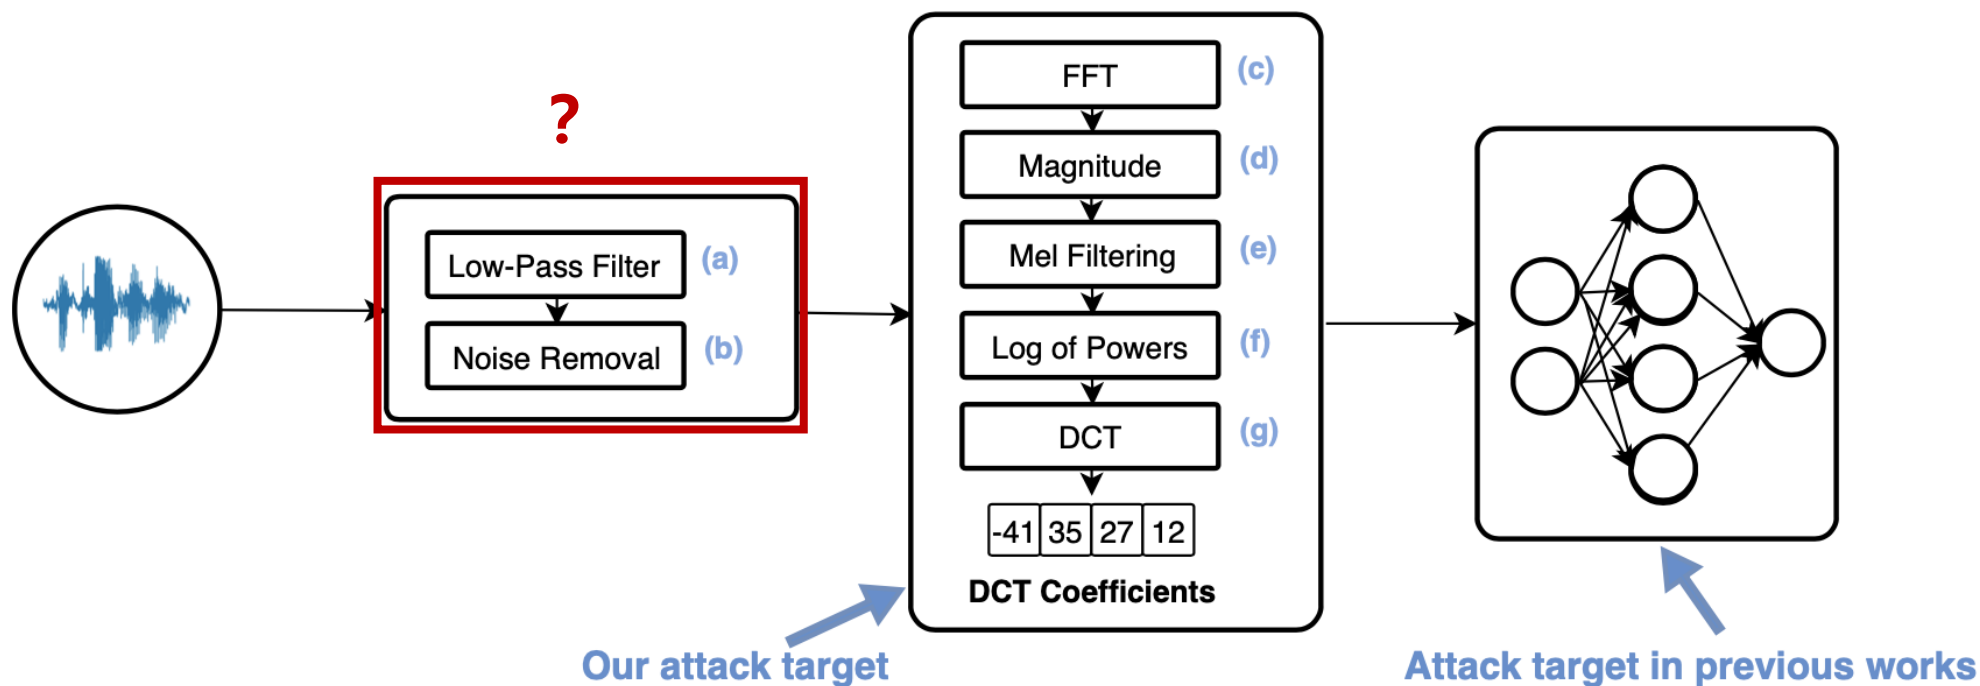 ?
Low-Pass Filter
(a)
Noise Removal
(b)
FFT
(c)
Magnitude
(d)
Mel Filtering
(e)
Log of Powers
(f)
DCT
(g)
-41 35 27 12
DCT Coefficients
Our attack target
Attack target in previous works